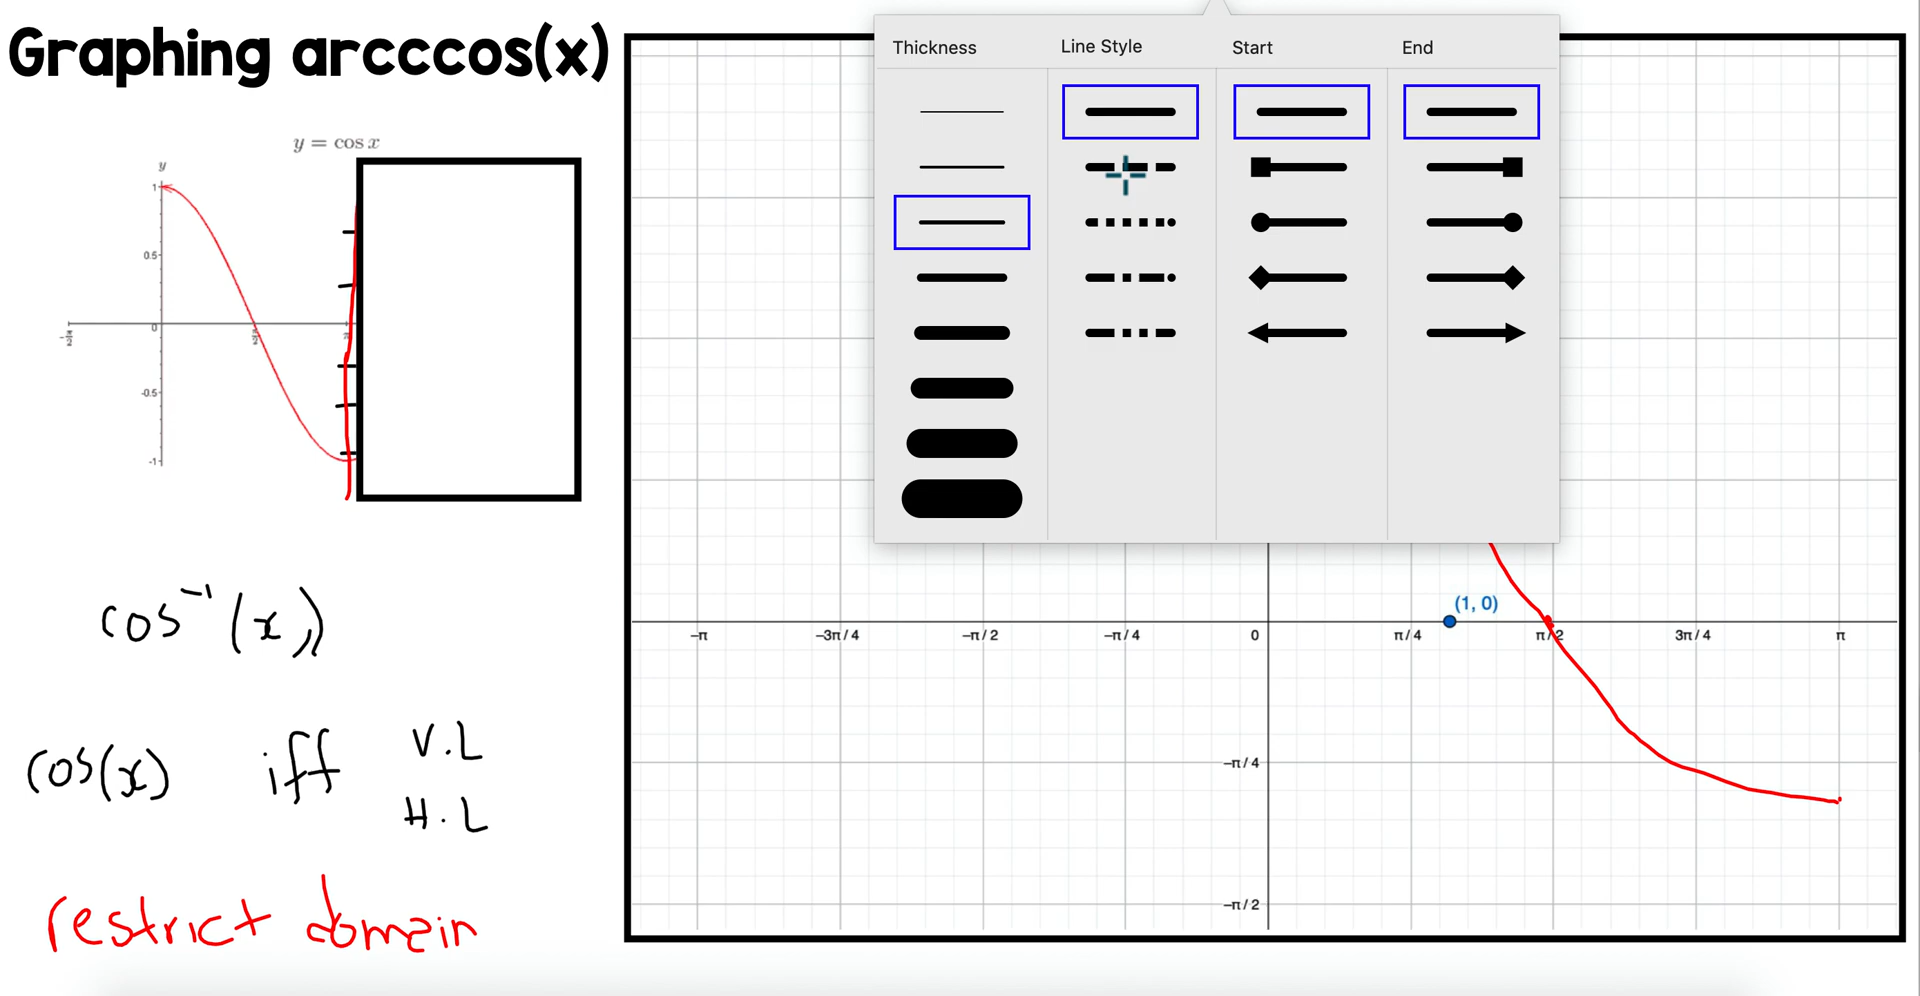 Graphing arcccos(x)
y = cos x
y
1
0.5
0
-0.5
-1
cos⁻¹(x)
cos(x) iff V.L
H.L
restrict domain
Thickness Line Style Start End
(1, 0)
−π −3π/4 −π/2 −π/4 0 π/4 π/2 3π/4 π
−π/4
−π/2